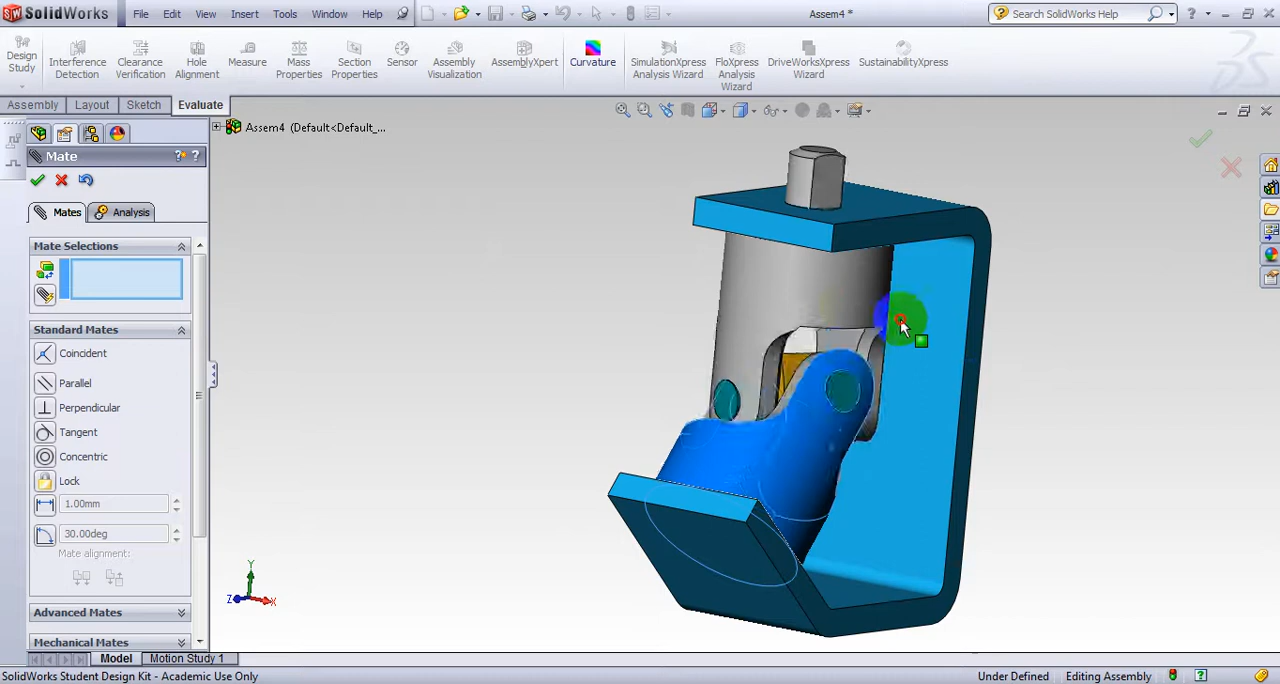 SolidWorks File Edit View Insert Tools Window Help Assem4 * Search SolidWorks Help ?
Design Study
Interference Detection
Clearance Verification
Hole Alignment
Measure
Mass Properties
Section Properties
Sensor
Assembly Visualization
AssemblyXpert
Curvature
SimulationXpress Analysis Wizard
FloXpress Analysis Wizard
DriveWorksXpress Wizard
SustainabilityXpress
Assembly Layout Sketch Evaluate
Assem4 (Default<Default_...
Mate ? ?
Mates Analysis
Mate Selections
Standard Mates
Coincident
Parallel
Perpendicular
Tangent
Concentric
Lock
1.00mm
30.00deg
Mate alignment:
Advanced Mates
Mechanical Mates
Y
Z X
Model Motion Study 1
SolidWorks Student Design Kit - Academic Use Only Under Defined Editing Assembly ?